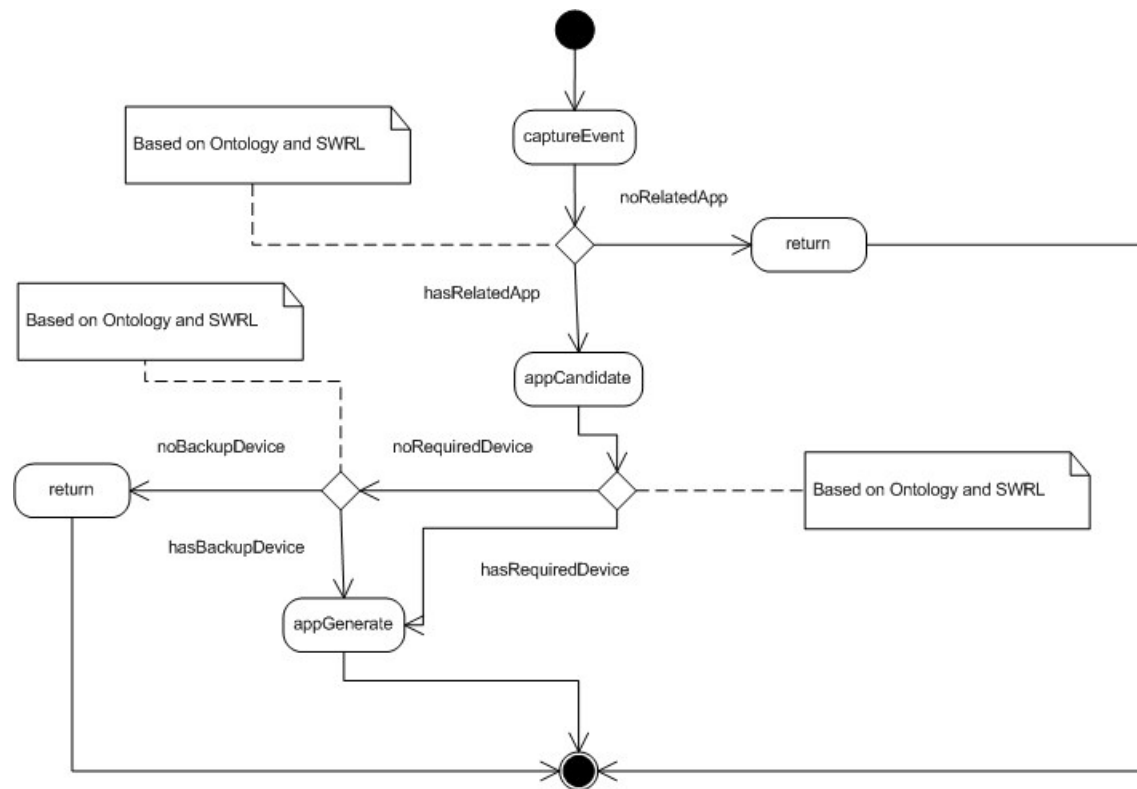 captureEvent
Based on Ontology and SWRL
noRelatedApp
return
hasRelatedApp
Based on Ontology and SWRL
appCandidate
noBackupDevice
noRequiredDevice
return
Based on Ontology and SWRL
hasBackupDevice
hasRequiredDevice
appGenerate